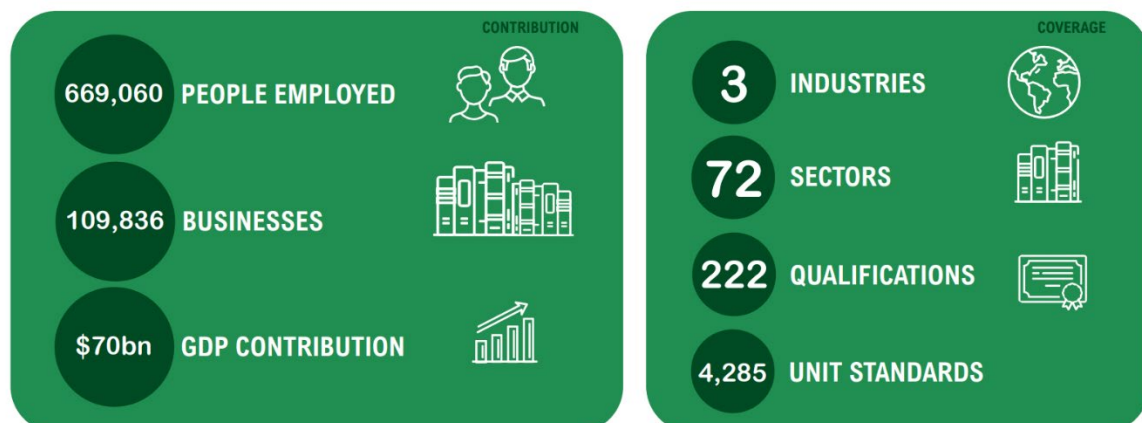 CONTRIBUTION
669,060 PEOPLE EMPLOYED
109,836 BUSINESSES
$70bn GDP CONTRIBUTION
COVERAGE
3 INDUSTRIES
72 SECTORS
222 QUALIFICATIONS
4,285 UNIT STANDARDS